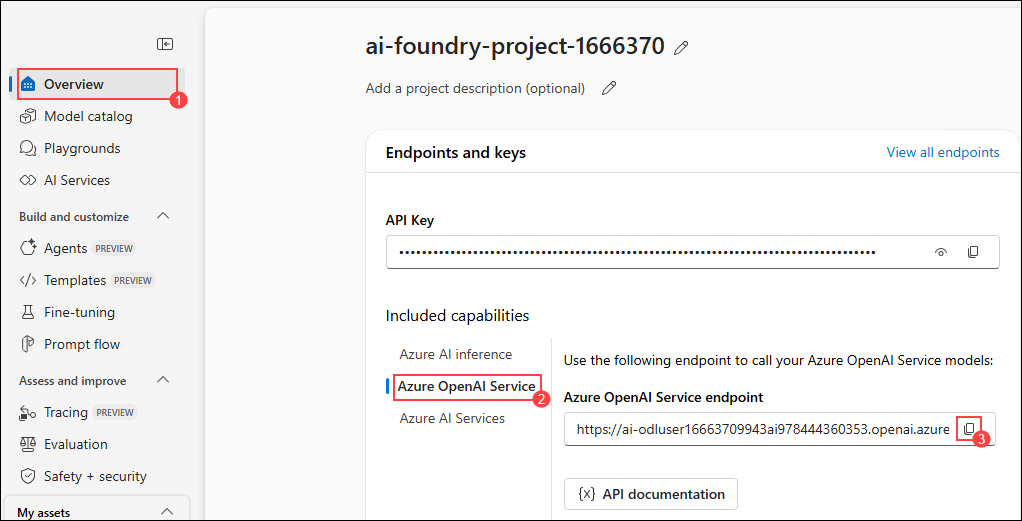 Overview
1
Model catalog
Playgrounds
AI Services
Build and customize
Agents PREVIEW
Templates PREVIEW
Fine-tuning
Prompt flow
Assess and improve
Tracing PREVIEW
Evaluation
Safety + security
My assets
ai-foundry-project-1666370
Add a project description (optional)
Endpoints and keys
View all endpoints
API Key
Included capabilities
Azure AI inference
Azure OpenAI Service
2
Azure AI Services
Use the following endpoint to call your Azure OpenAI Service models:
Azure OpenAI Service endpoint
https://ai-odluser16663709943ai978444360353.openai.azure
3
{x} API documentation